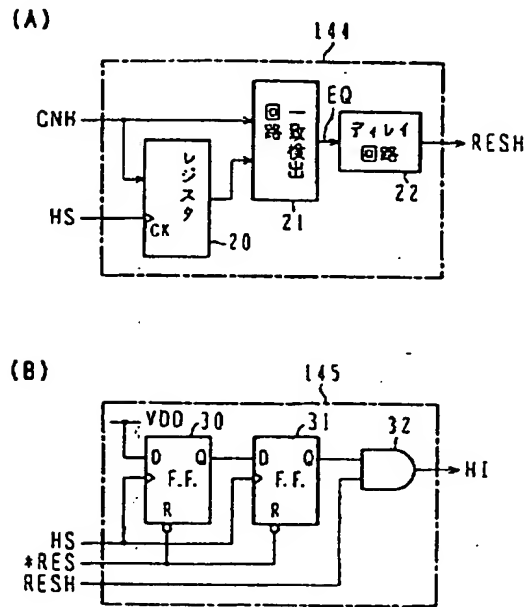 (A)
144
CNH
HS
レジスタ
CK
20
一致検出
回路
21
EQ
ディレイ
回路
22
RESH
(B)
145
VDD
30
31
32
D
Q
F.F.
R
D
Q
F.F.
R
HI
HS
*RES
RESH